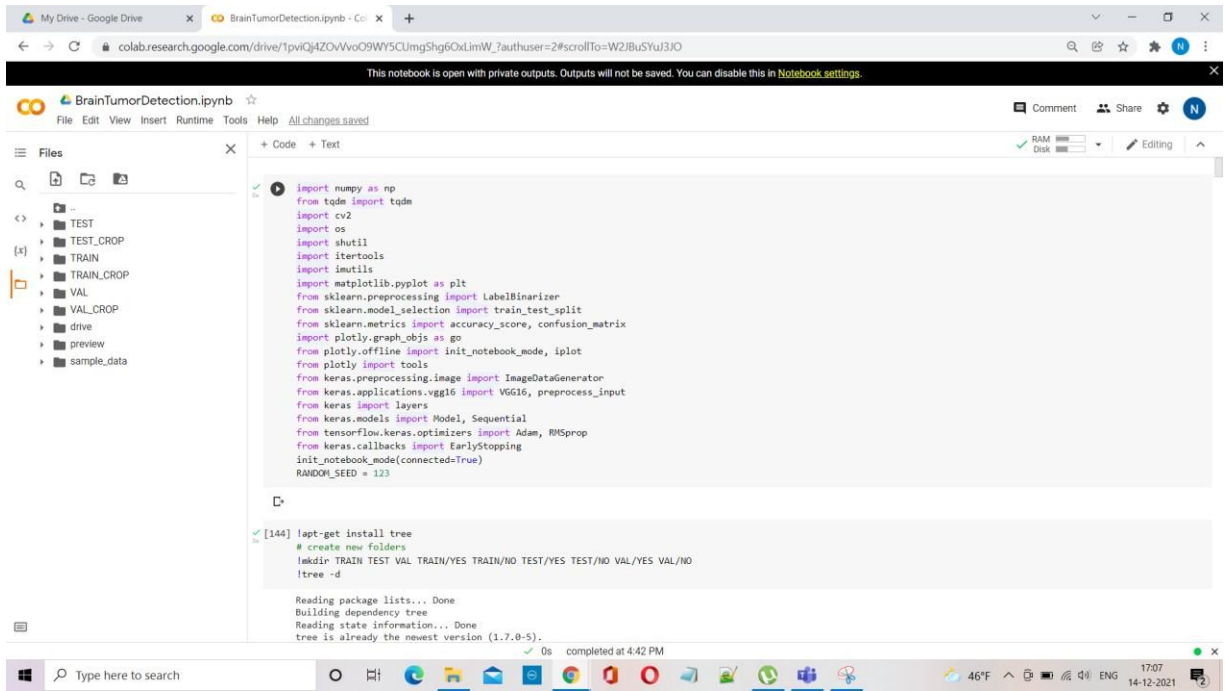 My Drive - Google Drive
BrainTumorDetection.ipynb - Co
colab.research.google.com/drive/1pviQj4ZOvVvoO9WY5CUmgShg6OxLimW_?authuser=2#scrollTo=W2JBuSYuJ3JO
N
This notebook is open with private outputs. Outputs will not be saved. You can disable this in Notebook settings.
CO
BrainTumorDetection.ipynb
File Edit View Insert Runtime Tools Help All changes saved
Comment Share N
Files
+ Code + Text
RAM
Disk
Editing
..
TEST
TEST_CROP
TRAIN
TRAIN_CROP
VAL
VAL_CROP
drive
preview
sample_data
{x}
import numpy as np
from tqdm import tqdm
import cv2
import os
import shutil
import itertools
import imutils
import matplotlib.pyplot as plt
from sklearn.preprocessing import LabelBinarizer
from sklearn.model_selection import train_test_split
from sklearn.metrics import accuracy_score, confusion_matrix
import plotly.graph_objs as go
from plotly.offline import init_notebook_mode, iplot
from plotly import tools
from keras.preprocessing.image import ImageDataGenerator
from keras.applications.vgg16 import VGG16, preprocess_input
from keras import layers
from keras.models import Model, Sequential
from tensorflow.keras.optimizers import Adam, RMSprop
from keras.callbacks import EarlyStopping
init_notebook_mode(connected=True)
RANDOM_SEED = 123
[144] !apt-get install tree
# create new folders
!mkdir TRAIN TEST VAL TRAIN/YES TRAIN/NO TEST/YES TEST/NO VAL/YES VAL/NO
!tree -d
Reading package lists... Done
Building dependency tree
Reading state information... Done
tree is already the newest version (1.7.0-5).
0s completed at 4:42 PM
Type here to search
46°F
ENG
17:07
14-12-2021
2